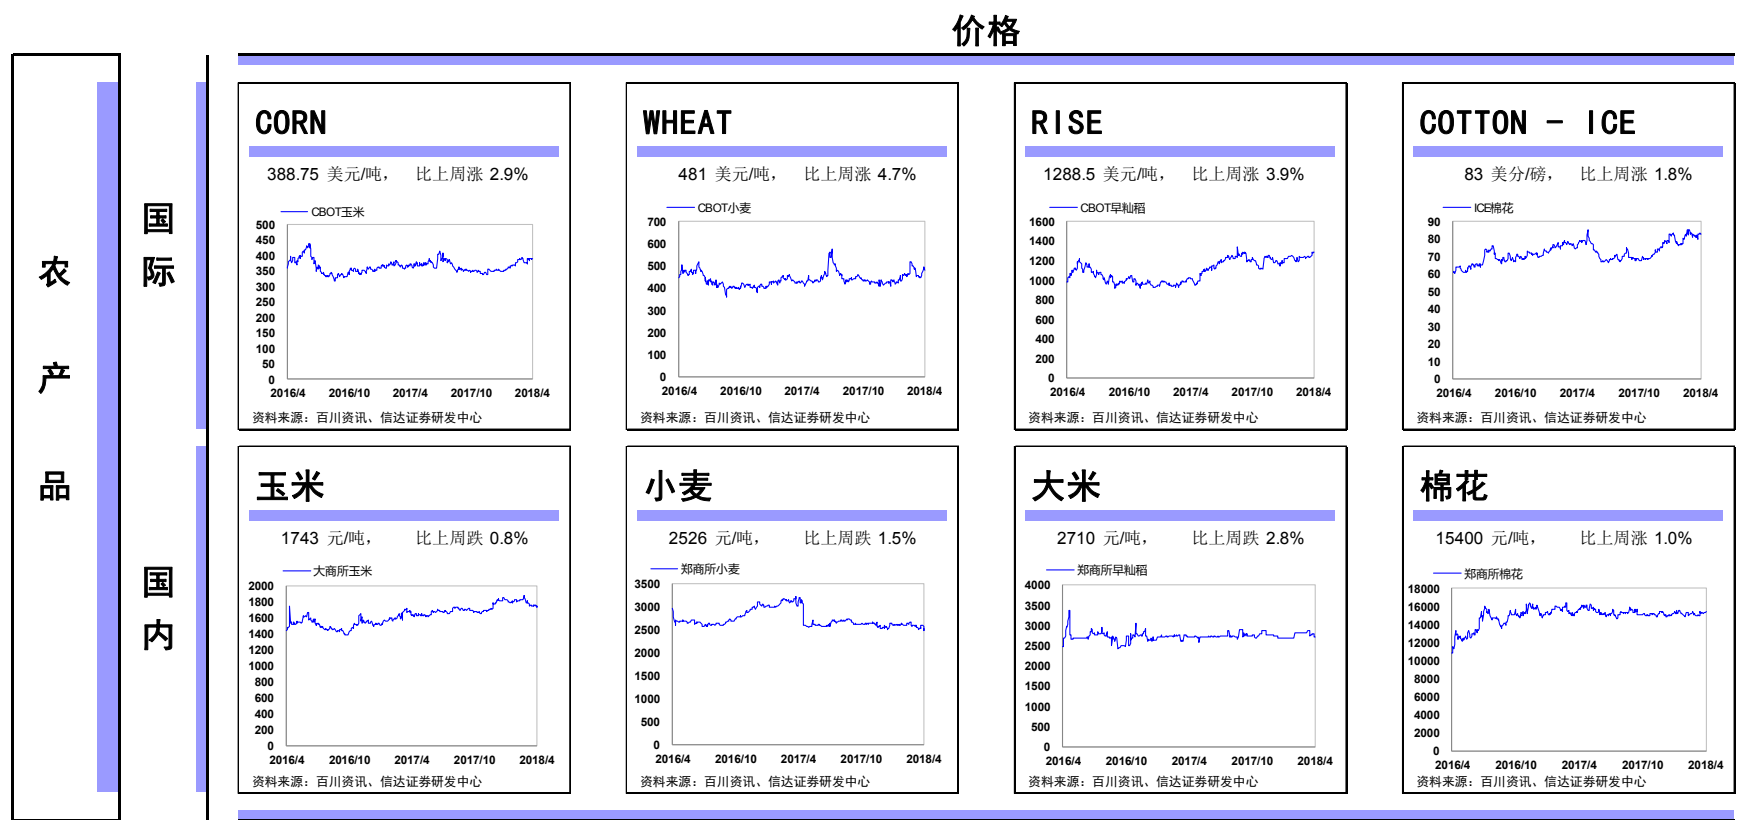 价格
农
产
品
国
际
国
内
CORN
388.75 美元/吨， 比上周涨 2.9%
CBOT玉米
500
450
400
350
300
250
200
150
100
50
0
2016/4 2016/10 2017/4 2017/10 2018/4
资料来源：百川资讯、信达证券研发中心
WHEAT
481 美元/吨， 比上周涨 4.7%
CBOT小麦
700
600
500
400
300
200
100
0
2016/4 2016/10 2017/4 2017/10 2018/4
资料来源：百川资讯、信达证券研发中心
RISE
1288.5 美元/吨， 比上周涨 3.9%
CBOT早籼稻
1600
1400
1200
1000
800
600
400
200
0
2016/4 2016/10 2017/4 2017/10 2018/4
资料来源：百川资讯、信达证券研发中心
COTTON - ICE
83 美分/磅， 比上周涨 1.8%
ICE棉花
90
80
70
60
50
40
30
20
10
0
2016/4 2016/10 2017/4 2017/10 2018/4
资料来源：百川资讯、信达证券研发中心
玉米
1743 元/吨， 比上周跌 0.8%
大商所玉米
2000
1800
1600
1400
1200
1000
800
600
400
200
0
2016/4 2016/10 2017/4 2017/10 2018/4
资料来源：百川资讯、信达证券研发中心
小麦
2526 元/吨， 比上周跌 1.5%
郑商所小麦
3500
3000
2500
2000
1500
1000
500
0
2016/4 2016/10 2017/4 2017/10 2018/4
资料来源：百川资讯、信达证券研发中心
大米
2710 元/吨， 比上周跌 2.8%
郑商所早籼稻
4000
3500
3000
2500
2000
1500
1000
500
0
2016/4 2016/10 2017/4 2017/10 2018/4
资料来源：百川资讯、信达证券研发中心
棉花
15400 元/吨， 比上周涨 1.0%
郑商所棉花
18000
16000
14000
12000
10000
8000
6000
4000
2000
0
2016/4 2016/10 2017/4 2017/10 2018/4
资料来源：百川资讯、信达证券研发中心